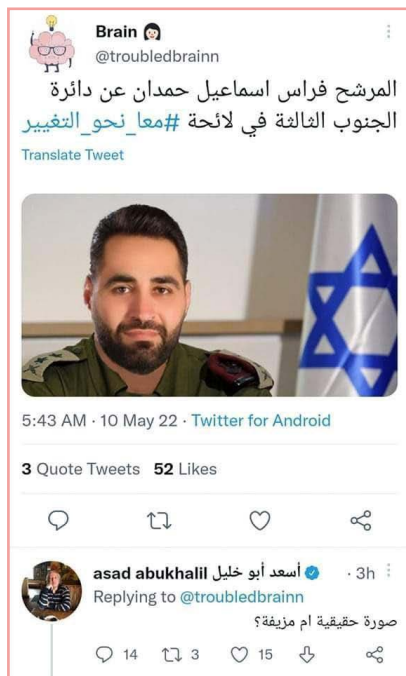 Brain
@troubledbrainn
المرشح فراس اسماعيل حمدان عن دائرة
الجنوب الثالثة في لائحة #معا_نحو_التغيير
Translate Tweet
5:43 AM · 10 May 22 · Twitter for Android
3 Quote Tweets 52 Likes
asad abukhalil أسعد أبو خليل · 3h
Replying to @troubledbrainn
صورة حقيقية ام مزيفة؟
14 3 15